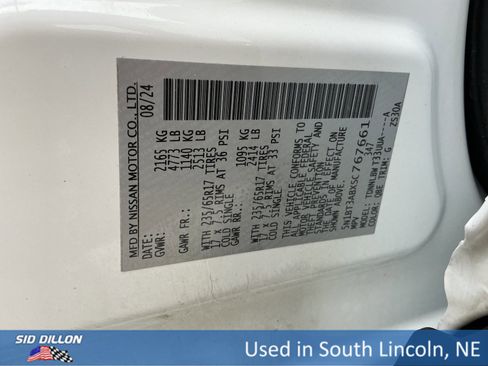 MFD BY NISSAN MOTOR CO., LTD.
DATE: 08/24
GVWR: 2165 KG
4773 LB
GAWR FR: 1140 KG
2513 LB
WITH 235/65R17 TIRES
17 X 7.5 RIMS AT 36 PSI
COLD SINGLE
GAWR RR: 1095 KG
2414 LB
WITH 235/65R17 TIRES
17 X 7.5 RIMS AT 33 PSI
COLD SINGLE
THIS VEHICLE CONFORMS TO
ALL APPLICABLE FEDERAL
MOTOR VEHICLE SAFETY AND
THEFT PREVENTION
STANDARDS IN EFFECT ON
THE DATE OF MANUFACTURE
SHOWN ABOVE.
5N1BT3ABXSC767661
MPV 347
TYPE:
COLOR: QBE TRIM: G
2S30A
SID DILLON
Used in South Lincoln, NE